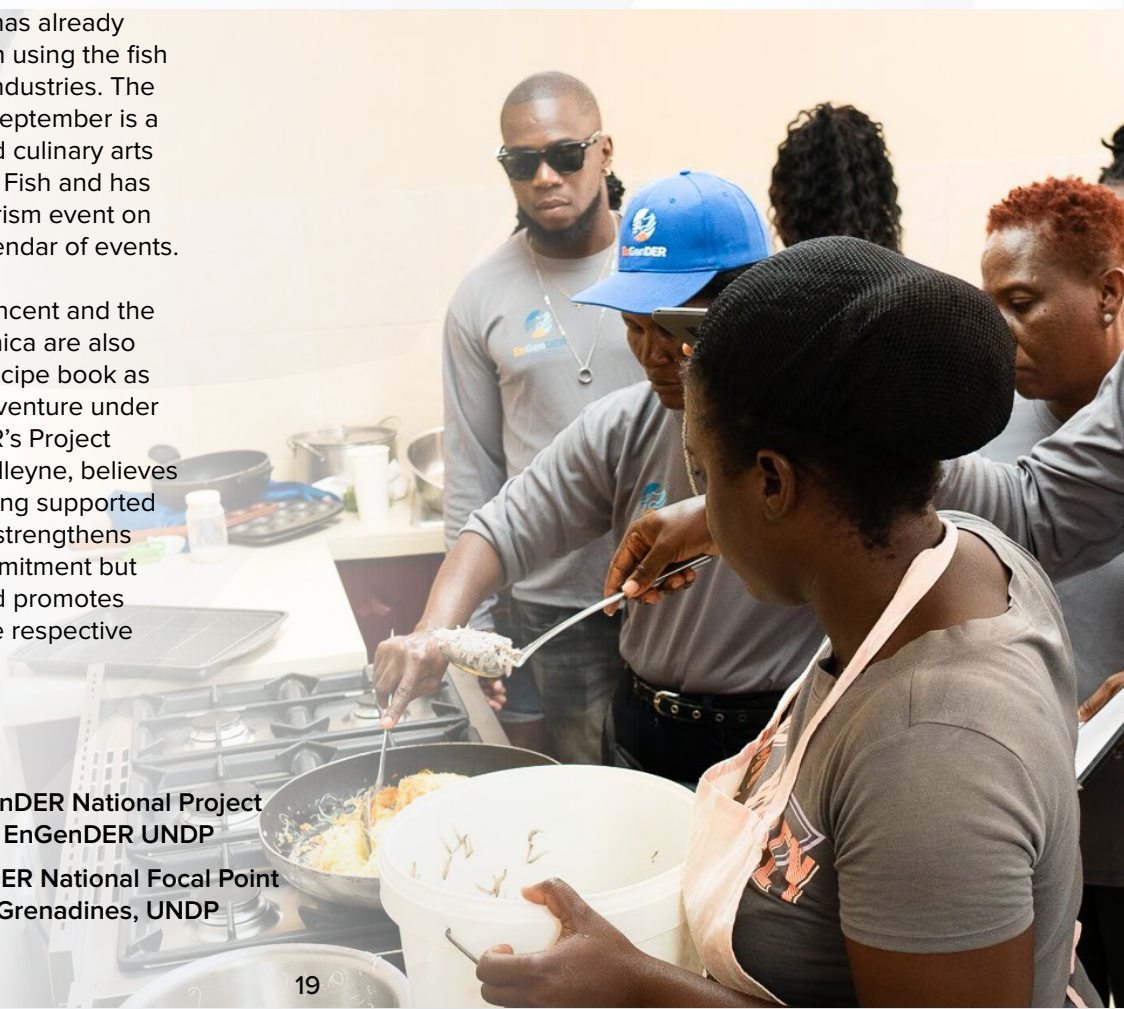 has already
using the fish
ndustries. The
eptember is a
culinary arts
Fish and has
rism event on
endar of events.
ncent and the
nica are also
cipe book as
venture under
R's Project
lleyne, believes
ng supported
strengthens
mitment but
promotes
respective
nDER National Project
EnGenDER UNDP
ER National Focal Point
Grenadines, UNDP
19
EnGenDER
EnGenDER